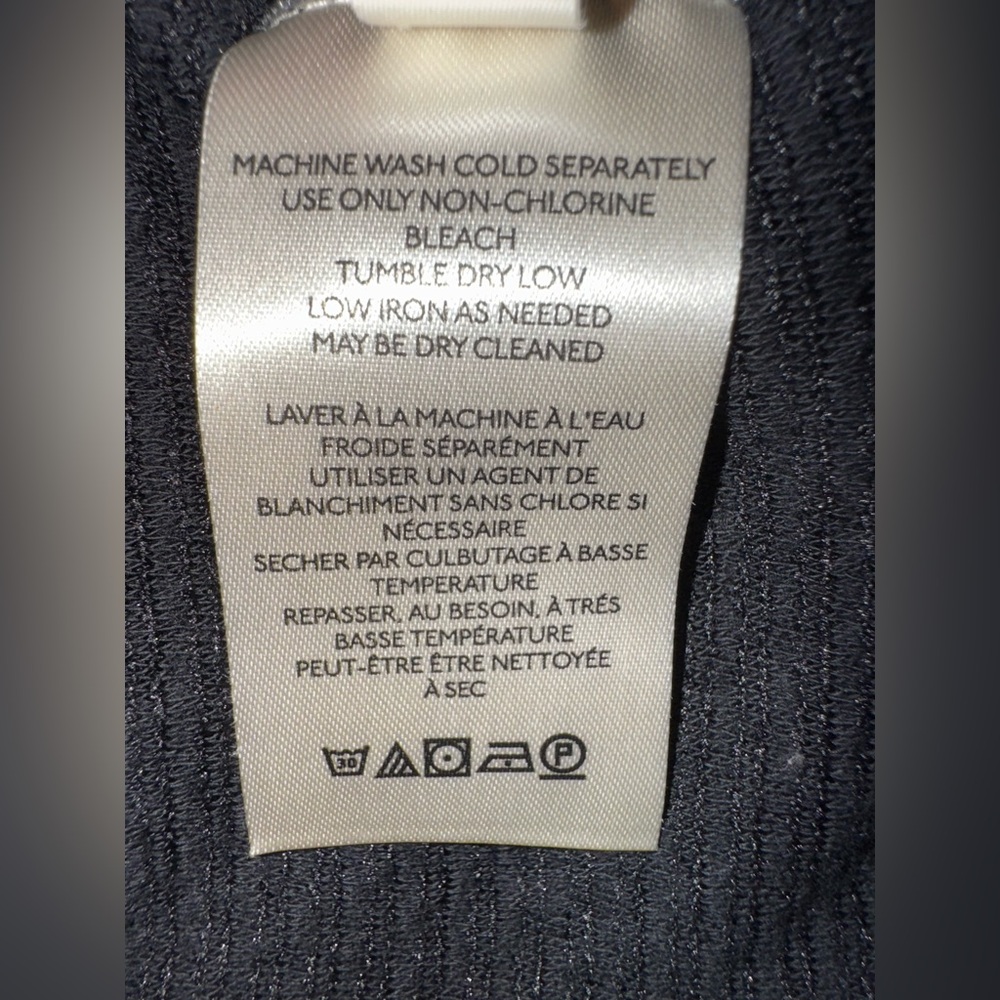 MACHINE WASH COLD SEPARATELY
USE ONLY NON-CHLORINE
BLEACH
TUMBLE DRY LOW
LOW IRON AS NEEDED
MAY BE DRY CLEANED
LAVER À LA MACHINE À L'EAU
FROIDE SÉPARÉMENT
UTILISER UN AGENT DE
BLANCHIMENT SANS CHLORE SI
NÉCESSAIRE
SECHER PAR CULBUTAGE À BASSE
TEMPERATURE
REPASSER, AU BESOIN, À TRÉS
BASSE TEMPÉRATURE
PEUT-ÊTRE ÊTRE NETTOYÉE
À SEC
30 P